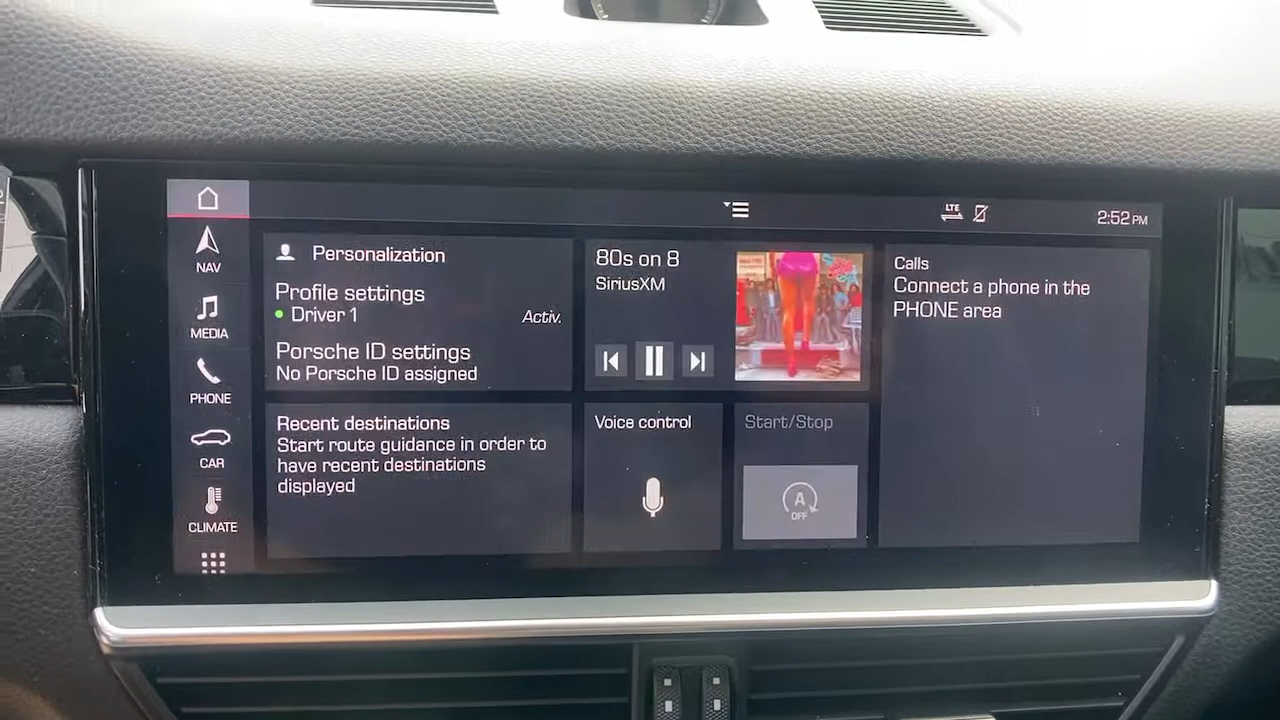 LTE
2:52 PM
NAV
MEDIA
PHONE
CAR
CLIMATE
Personalization
Profile settings
Driver 1
Activ.
Porsche ID settings
No Porsche ID assigned
80s on 8
SiriusXM
Calls
Connect a phone in the
PHONE area
Recent destinations
Start route guidance in order to
have recent destinations
displayed
Voice control
Start/Stop
A
OFF